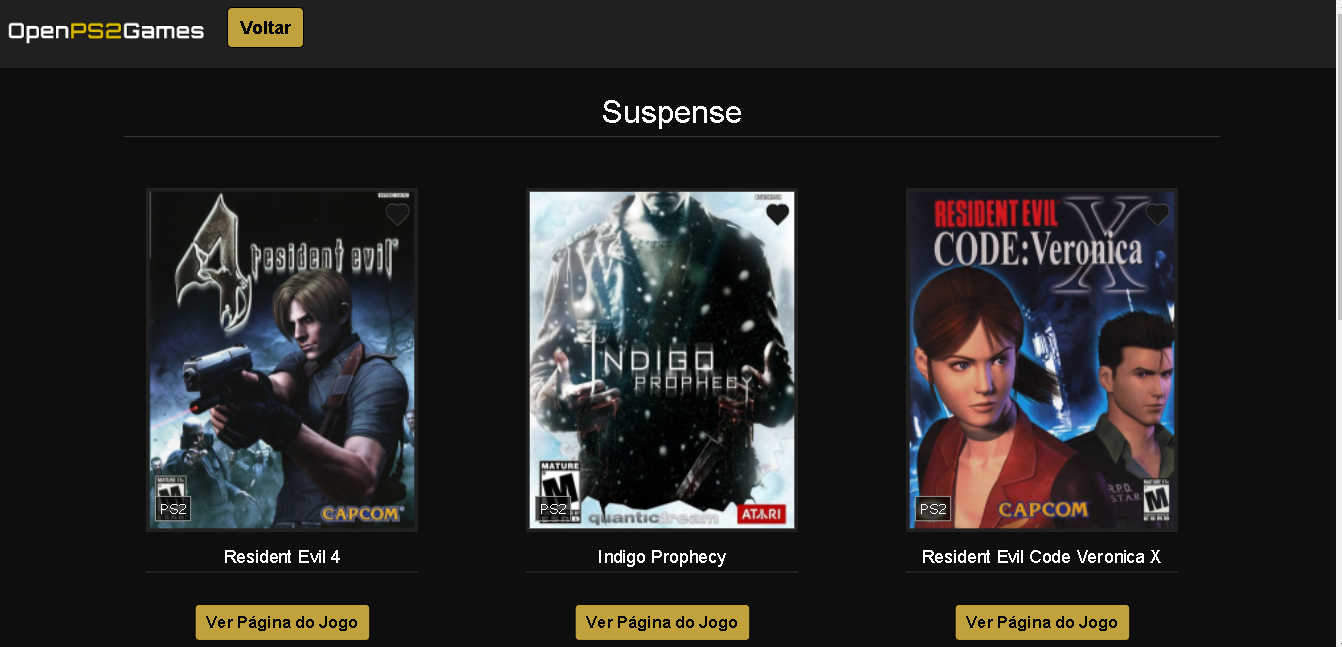 OpenPS2Games
Voltar
Suspense
4 resident evil
PS2
CAPCOM
Resident Evil 4
Ver Página do Jogo
INDIGO
PROPHECY
MATURE
M
PS2
quanticdream
ATARI
Indigo Prophecy
Ver Página do Jogo
RESIDENT EVIL
CODE:Veronica
X
R.P.D.
S.T.A.R
PS2
CAPCOM
M
ESRB
Resident Evil Code Veronica X
Ver Página do Jogo